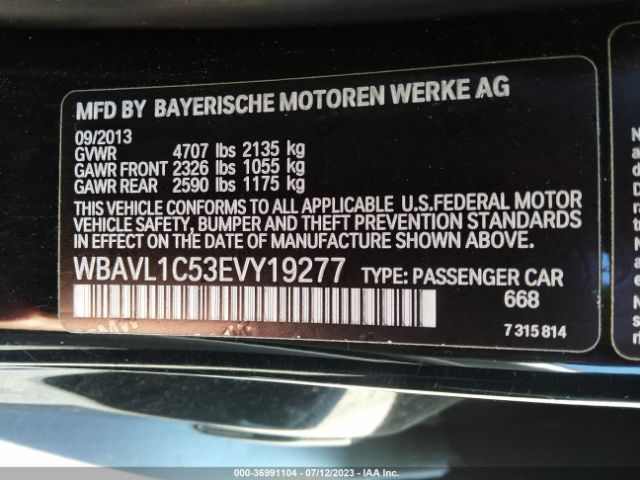 MFD BY BAYERISCHE MOTOREN WERKE AG
09/2013
GVWR 4707 lbs 2135 kg
GAWR FRONT 2326 lbs 1055 kg
GAWR REAR 2590 lbs 1175 kg
THIS VEHICLE CONFORMS TO ALL APPLICABLE U.S.FEDERAL MOTOR
VEHICLE SAFETY, BUMPER AND THEFT PREVENTION STANDARDS
IN EFFECT ON THE DATE OF MANUFACTURE SHOWN ABOVE.
WBAVL1C53EVY19277 TYPE: PASSENGER CAR
668
7 315 814
000-36991104 - 07/12/2023 - IAA Inc.